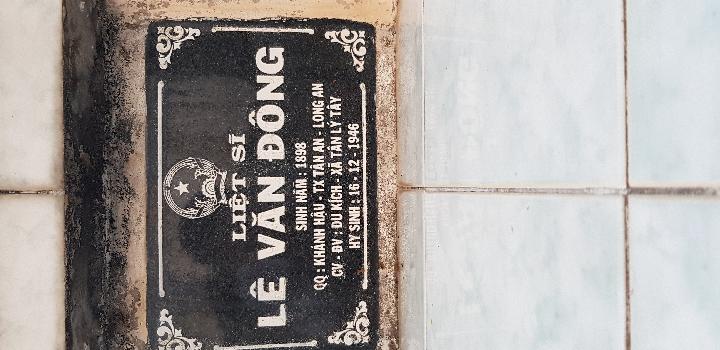 LIỆT SĨ
LÊ VĂN ĐÔNG
SINH NĂM : 1898
QQ : KHÁNH HẬU - TX TÂN AN - LONG AN
CV - ĐV : DU KÍCH - XÃ TÂN LÝ TÂY
HY SINH : 16 - 12 - 1946